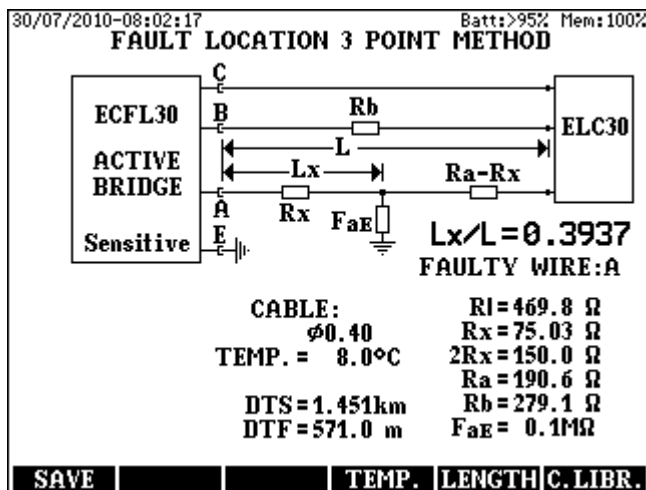 30/07/2010-08:02:17 Batt:>95% Mem:100%
FAULT LOCATION 3 POINT METHOD
C
ECFL30 B Rb ELC30
L
ACTIVE Lx Ra-Rx
BRIDGE
A Rx FaE
Sensitive E Lx/L=0.3937
FAULTY WIRE:A
CABLE: Rl=469.8 Ω
φ0.40 Rx=75.03 Ω
TEMP.= 8.0ºC 2Rx=150.0 Ω
Ra=190.6 Ω
DTS=1.451km Rb=279.1 Ω
DTF=571.0 m FaE= 0.1MΩ
SAVE TEMP. LENGTH C.LIBR.